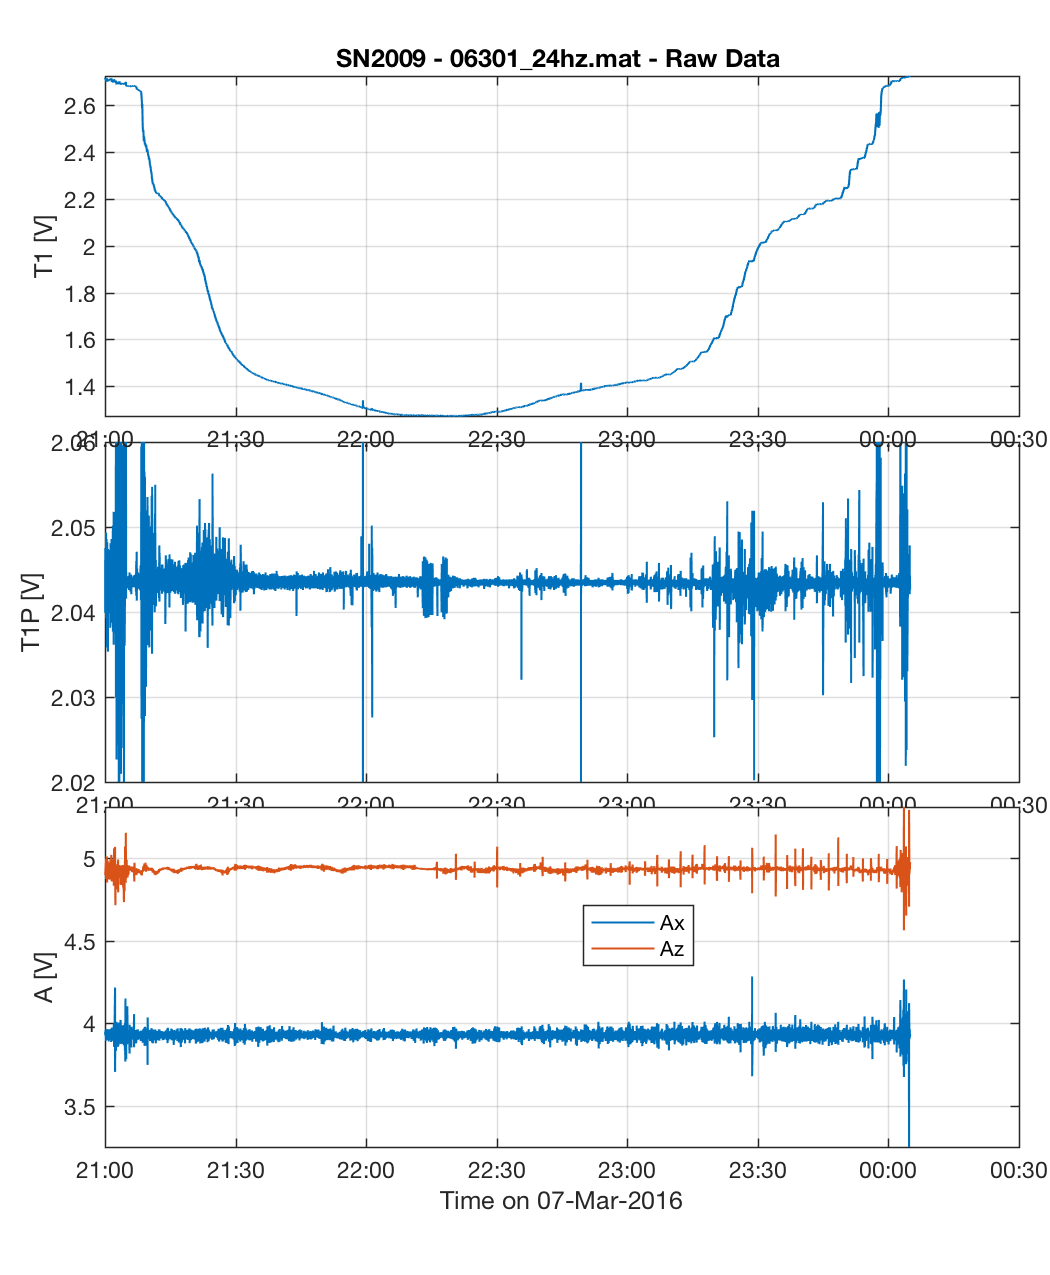 SN2009 - 06301_24hz.mat - Raw Data
2.6
2.4
2.2
2
1.8
1.6
1.4
T1 [V]
21:00 21:30 22:00 22:30 23:00 23:30 00:00 00:30
2.06
2.05
2.04
2.03
2.02
T1P [V]
21:00 21:30 22:00 22:30 23:00 23:30 00:00 00:30
5
4.5
4
3.5
A [V]
Ax
Az
21:00 21:30 22:00 22:30 23:00 23:30 00:00 00:30
Time on 07-Mar-2016